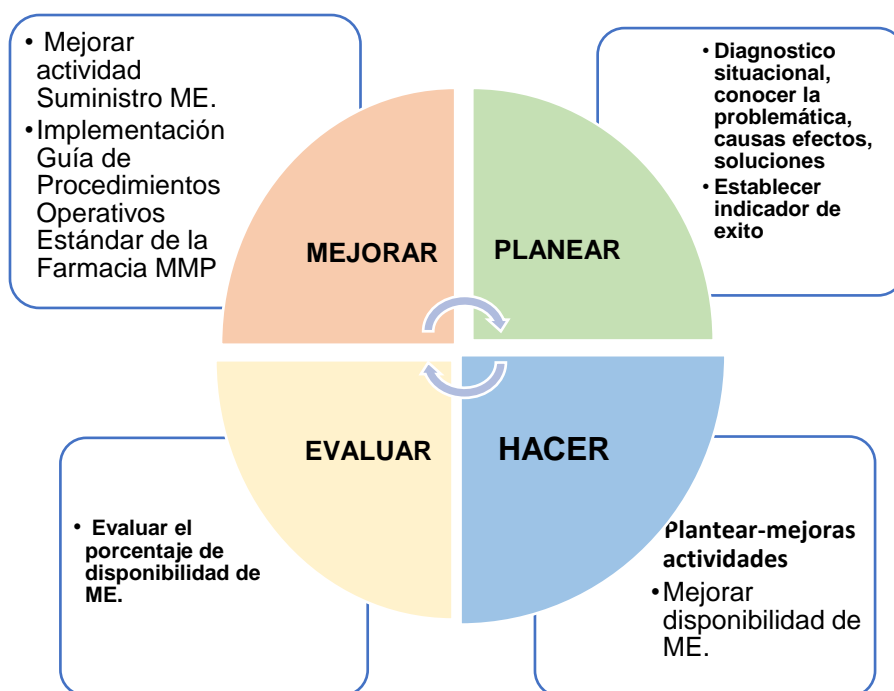 • Mejorar
actividad
Suministro ME.
•Implementación
Guía de
Procedimientos
Operativos
Estándar de la
Farmacia MMP
• Diagnostico
situacional,
conocer la
problemática,
causas efectos,
soluciones
• Establecer
indicador de
exito
MEJORAR
PLANEAR
EVALUAR
HACER
• Evaluar el
porcentaje de
disponibilidad de
ME.
Plantear-mejoras
actividades
•Mejorar
disponibilidad de
ME.